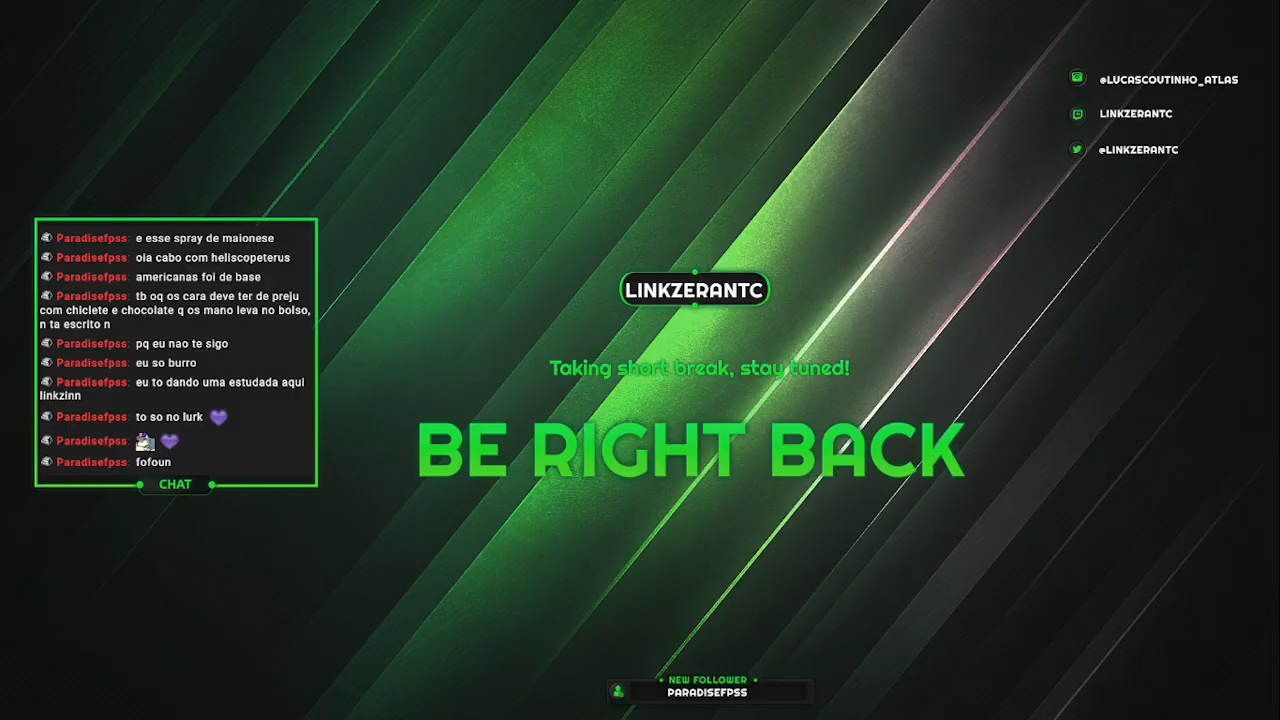 @LUCASCOUTINHO_ATLAS
LINKZERANTC
@LINKZERANTC
Paradisefpss: e esse spray de maionese
Paradisefpss: oia cabo com heliscopeterus
Paradisefpss: americanas foi de base
Paradisefpss: tb oq os cara deve ter de preju
com chiclete e chocolate q os mano leva no bolso,
n ta escrito n
Paradisefpss: pq eu nao te sigo
Paradisefpss: eu so burro
Paradisefpss: eu to dando uma estudada aqui
linkzinn
Paradisefpss: to so no lurk
Paradisefpss:
Paradisefpss: fofoun
CHAT
LINKZERANTC
Taking short break, stay tuned!
BE RIGHT BACK
NEW FOLLOWER
PARADISEFPSS